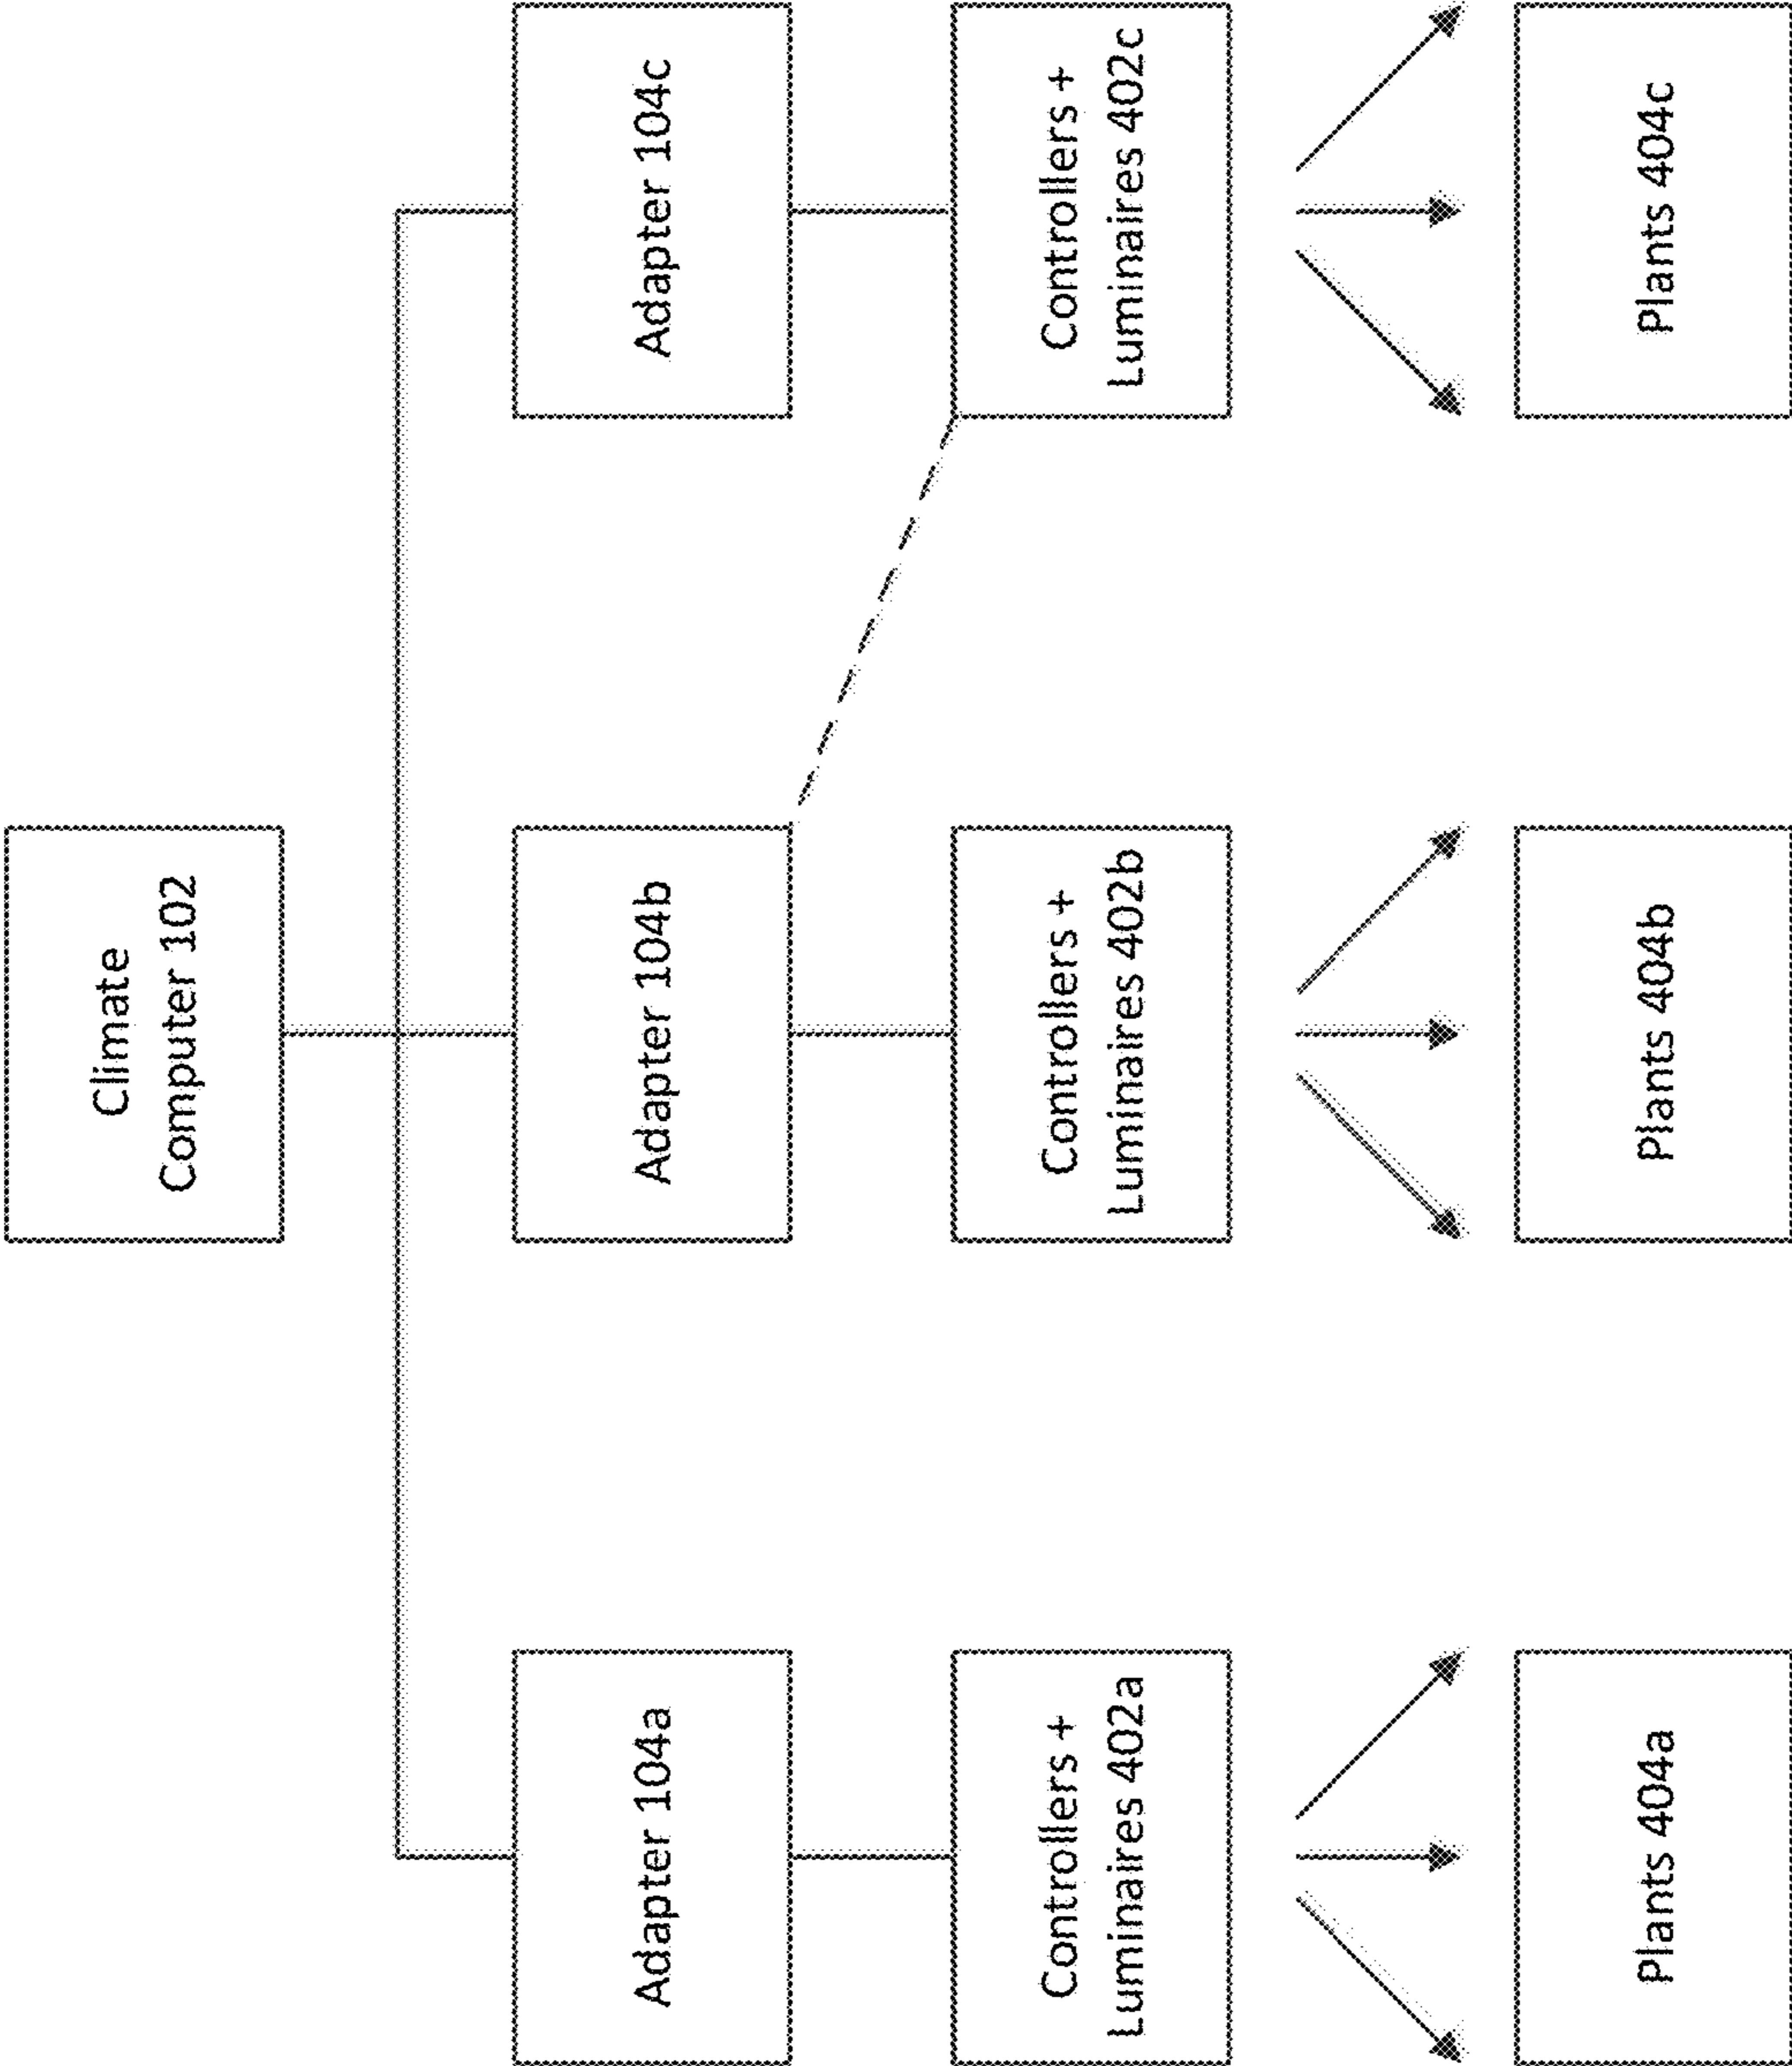 Climate
Computer 102
Adapter 104a
Adapter 104b
Adapter 104c
Controllers +
Luminaires 402a
Controllers +
Luminaires 402b
Controllers +
Luminaires 402c
Plants 404a
Plants 404b
Plants 404c